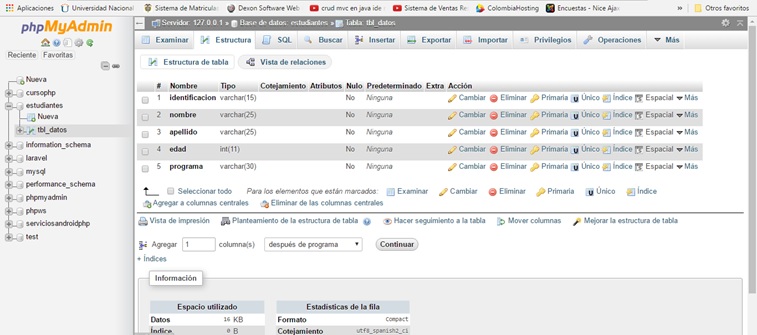 Aplicaciones Universidad Nacional Sistema de Matricula Dexon Software Web crud mvc en java ide Sistema de Ventas Re ColombiaHosting Encuestas - Nice Ajax Otros favoritos
phpMyAdmin
Reciente Favoritas
Nueva
cursophp
estudiantes
Nueva
tbl_datos
information_schema
laravel
mysql
performance_schema
phpmyadmin
phpws
serviciosandroidphp
test
Servidor: 127.0.0.1 » Base de datos: estudiantes » Tabla: tbl_datos
Examinar Estructura SQL Buscar Insertar Exportar Importar Privilegios Operaciones Más
Estructura de tabla Vista de relaciones
# Nombre Tipo Cotejamiento Atributos Nulo Predeterminado Extra Acción
1 identificacion varchar(15) No Ninguna Cambiar Eliminar Primaria Único Índice Espacial Más
2 nombre varchar(25) No Ninguna Cambiar Eliminar Primaria Único Índice Espacial Más
3 apellido varchar(25) No Ninguna Cambiar Eliminar Primaria Único Índice Espacial Más
4 edad int(11) No Ninguna Cambiar Eliminar Primaria Único Índice Espacial Más
5 programa varchar(30) No Ninguna Cambiar Eliminar Primaria Único Índice Espacial Más
Seleccionar todo Para los elementos que están marcados: Examinar Cambiar Eliminar Primaria Único Índice
Agregar a columnas centrales Eliminar de las columnas centrales
Vista de impresión Planteamiento de la estructura de tabla Hacer seguimiento a la tabla Mover columnas Mejorar la estructura de tabla
Agregar 1 columna(s) después de programa Continuar
+ Índices
Información
Espacio utilizado
Datos 16 KB
Índice 0 B
Estadísticas de la fila
Formato Compact
Cotejamiento utf8_spanish2_ci